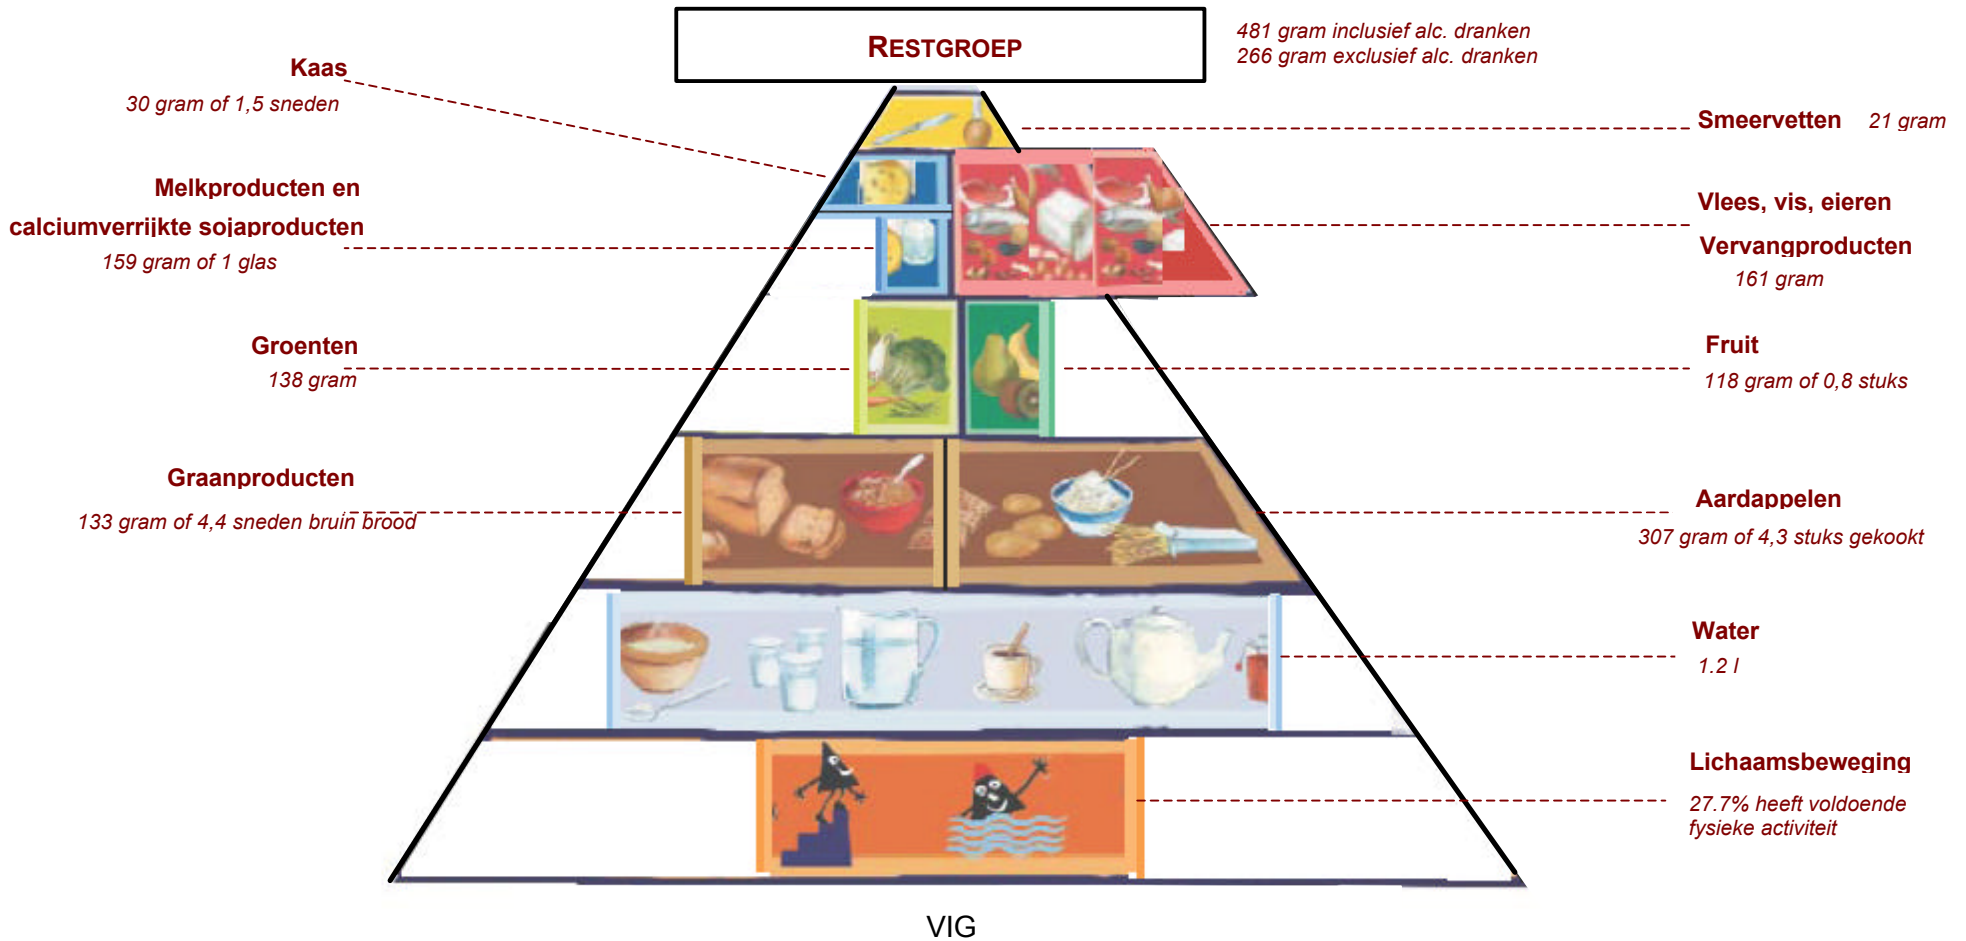 RESTGROEP
481 gram inclusief alc. dranken
266 gram exclusief alc. dranken
Kaas
30 gram of 1,5 sneden
Smeervetten 21 gram
Melkproducten en
calciumverrijkte sojaproducten
159 gram of 1 glas
Vlees, vis, eieren
Vervangproducten
161 gram
Groenten
138 gram
Fruit
118 gram of 0,8 stuks
Graanproducten
133 gram of 4,4 sneden bruin brood
Aardappelen
307 gram of 4,3 stuks gekookt
Water
1.2 l
Lichaamsbeweging
27.7% heeft voldoende
fysieke activiteit
VIG